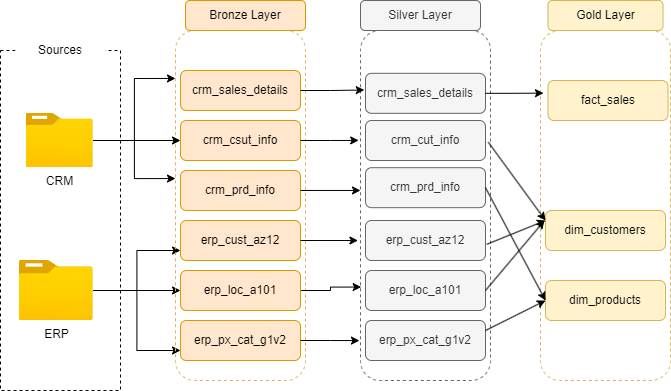 Bronze Layer
Silver Layer
Gold Layer
Sources
crm_sales_details
crm_sales_details
fact_sales
crm_csut_info
crm_cut_info
CRM
crm_prd_info
crm_prd_info
erp_cust_az12
erp_cust_az12
dim_customers
erp_loc_a101
erp_loc_a101
dim_products
ERP
erp_px_cat_g1v2
erp_px_cat_g1v2